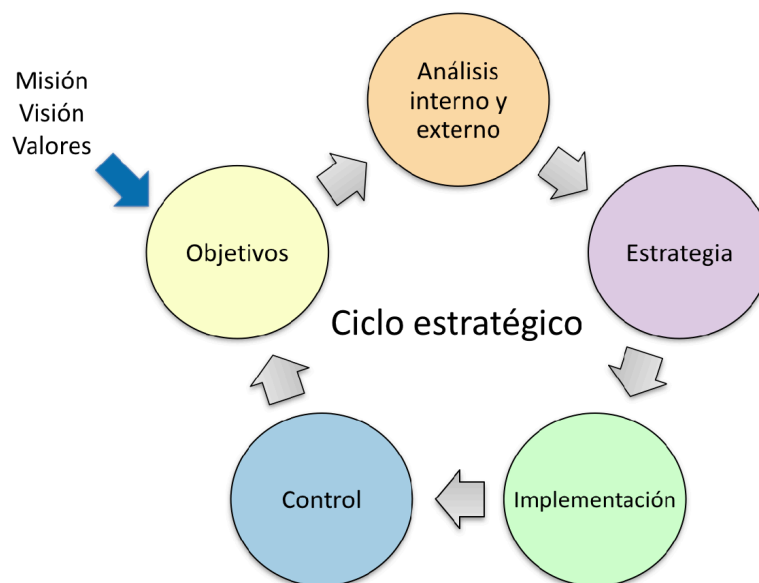 Misión
Visión
Valores
Análisis
interno y
externo
Objetivos
Estrategia
Ciclo estratégico
Control
Implementación